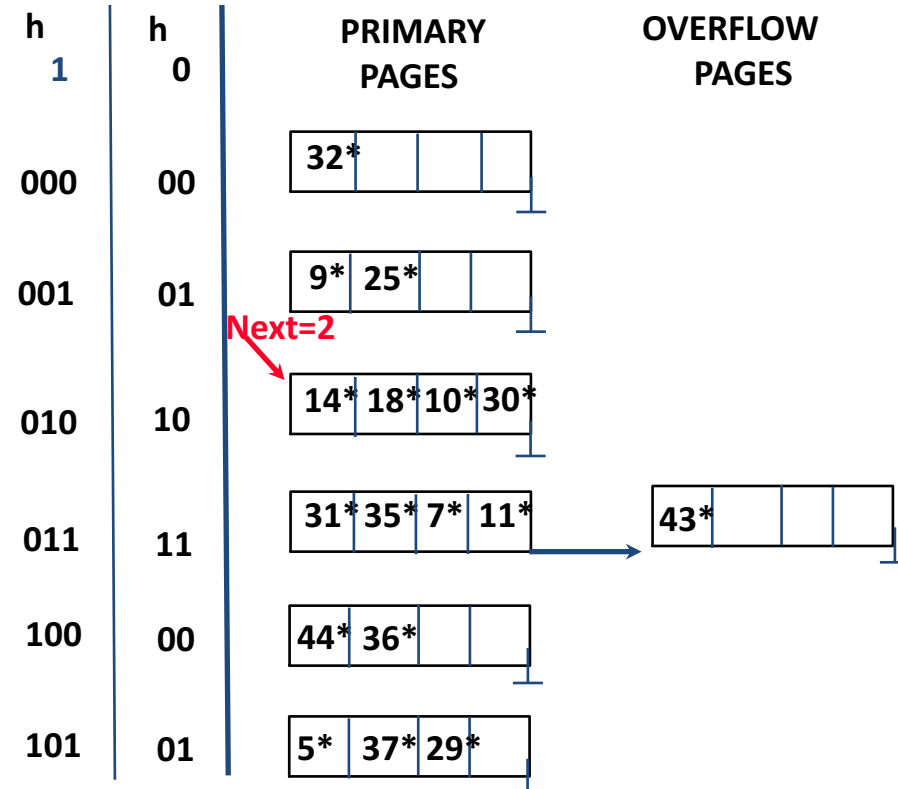 h h PRIMARY OVERFLOW
1 0 PAGES PAGES
32*
000 00
9* 25*
001 01
Next=2
14* 18* 10* 30*
010 10
31* 35* 7* 11* 43*
011 11
100 00 44* 36*
101 01 5* 37* 29*